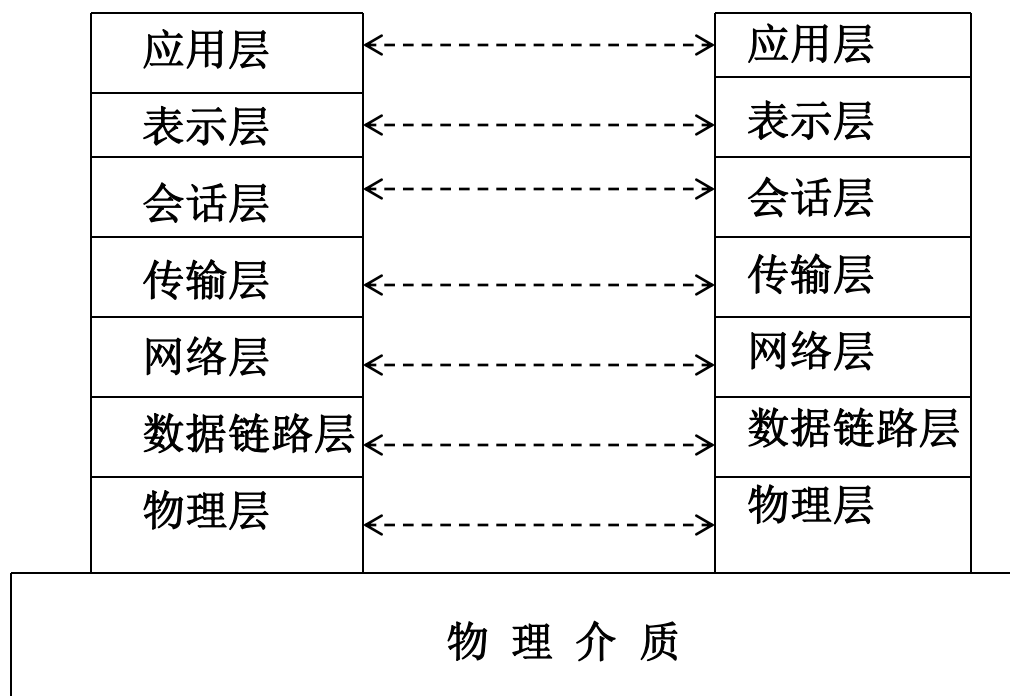 应用层
应用层
表示层
表示层
会话层
会话层
传输层
传输层
网络层
网络层
数据链路层
数据链路层
物理层
物理层
物 理 介 质